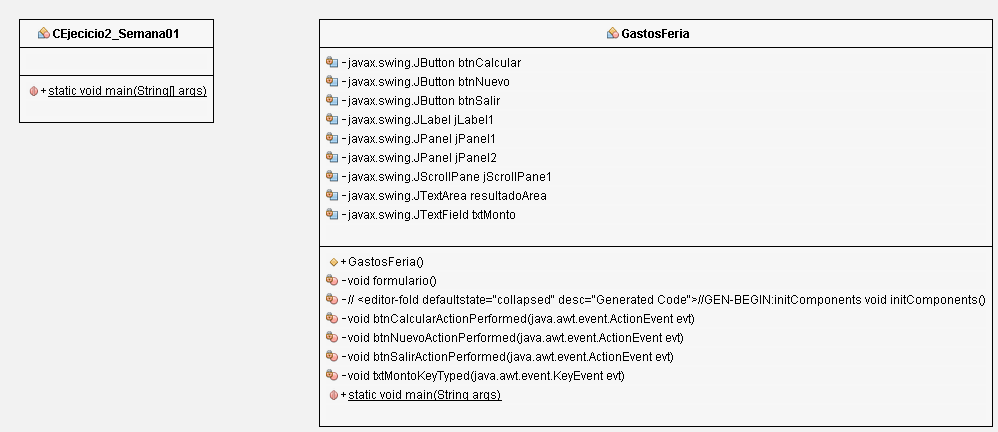 CEjecicio2_Semana01
+ static void main(String[] args)
GastosFeria
- javax.swing.JButton btnCalcular
- javax.swing.JButton btnNuevo
- javax.swing.JButton btnSalir
- javax.swing.JLabel jLabel1
- javax.swing.JPanel jPanel1
- javax.swing.JPanel jPanel2
- javax.swing.JScrollPane jScrollPane1
- javax.swing.JTextArea resultadoArea
- javax.swing.JTextField txtMonto
+ GastosFeria()
- void formulario()
- // <editor-fold defaultstate="collapsed" desc="Generated Code">//GEN-BEGIN:initComponents void initComponents()
- void btnCalcularActionPerformed(java.awt.event.ActionEvent evt)
- void btnNuevoActionPerformed(java.awt.event.ActionEvent evt)
- void btnSalirActionPerformed(java.awt.event.ActionEvent evt)
- void txtMontoKeyTyped(java.awt.event.KeyEvent evt)
+ static void main(String args)